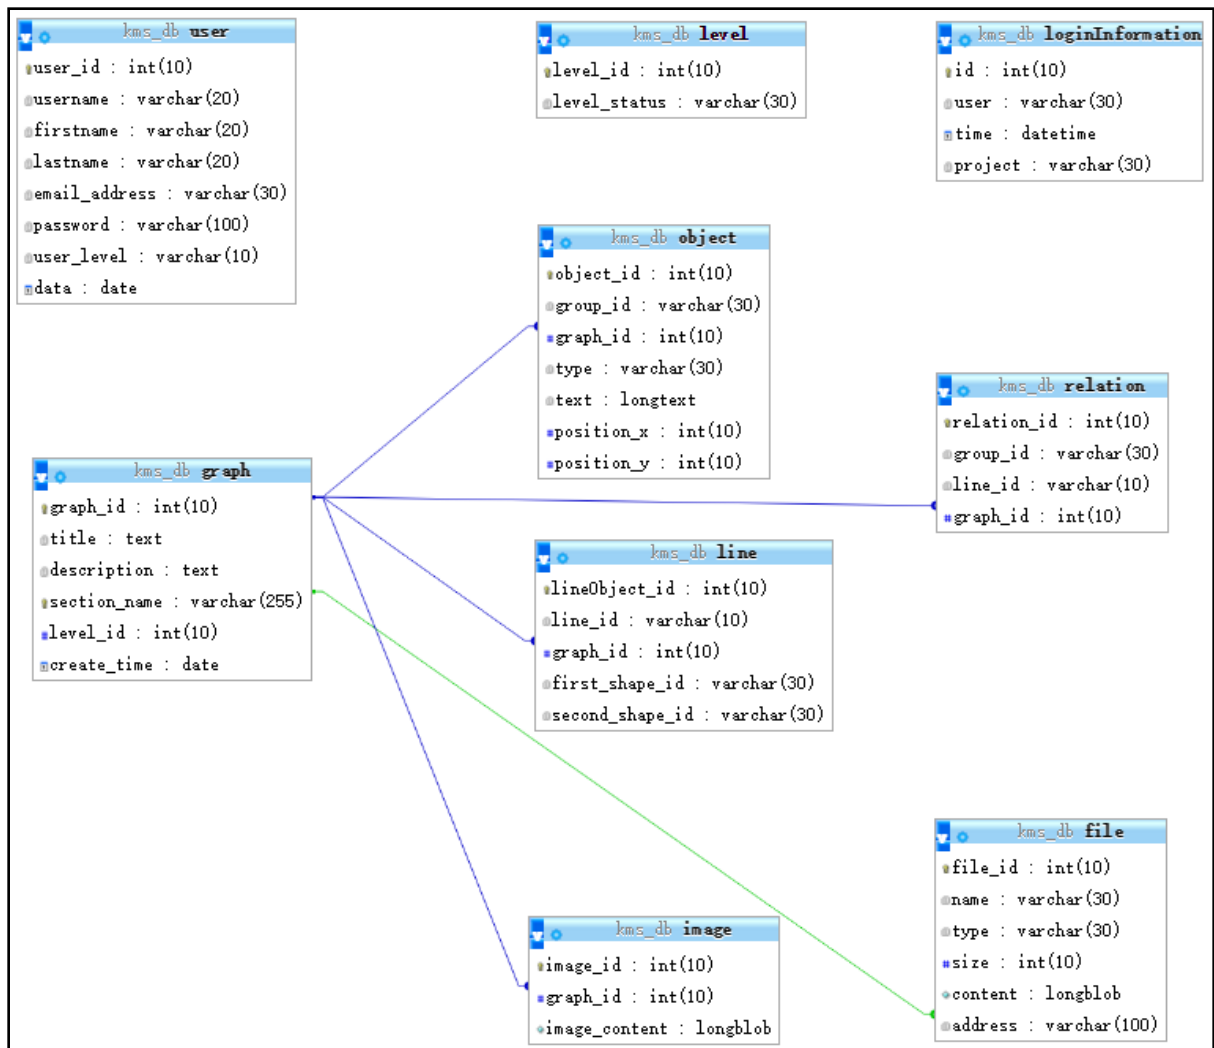 kms_db user
user_id : int(10)
username : varchar(20)
firstname : varchar(20)
lastname : varchar(20)
email_address : varchar(30)
password : varchar(100)
user_level : varchar(10)
data : date
kms_db level
level_id : int(10)
level_status : varchar(30)
kms_db loginInformation
id : int(10)
user : varchar(30)
time : datetime
project : varchar(30)
kms_db object
object_id : int(10)
group_id : varchar(30)
graph_id : int(10)
type : varchar(30)
text : longtext
position_x : int(10)
position_y : int(10)
kms_db relation
relation_id : int(10)
group_id : varchar(30)
line_id : varchar(10)
graph_id : int(10)
kms_db graph
graph_id : int(10)
title : text
description : text
section_name : varchar(255)
level_id : int(10)
create_time : date
kms_db line
lineObject_id : int(10)
line_id : varchar(10)
graph_id : int(10)
first_shape_id : varchar(30)
second_shape_id : varchar(30)
kms_db file
file_id : int(10)
name : varchar(30)
type : varchar(30)
size : int(10)
content : longblob
address : varchar(100)
kms_db image
image_id : int(10)
graph_id : int(10)
image_content : longblob